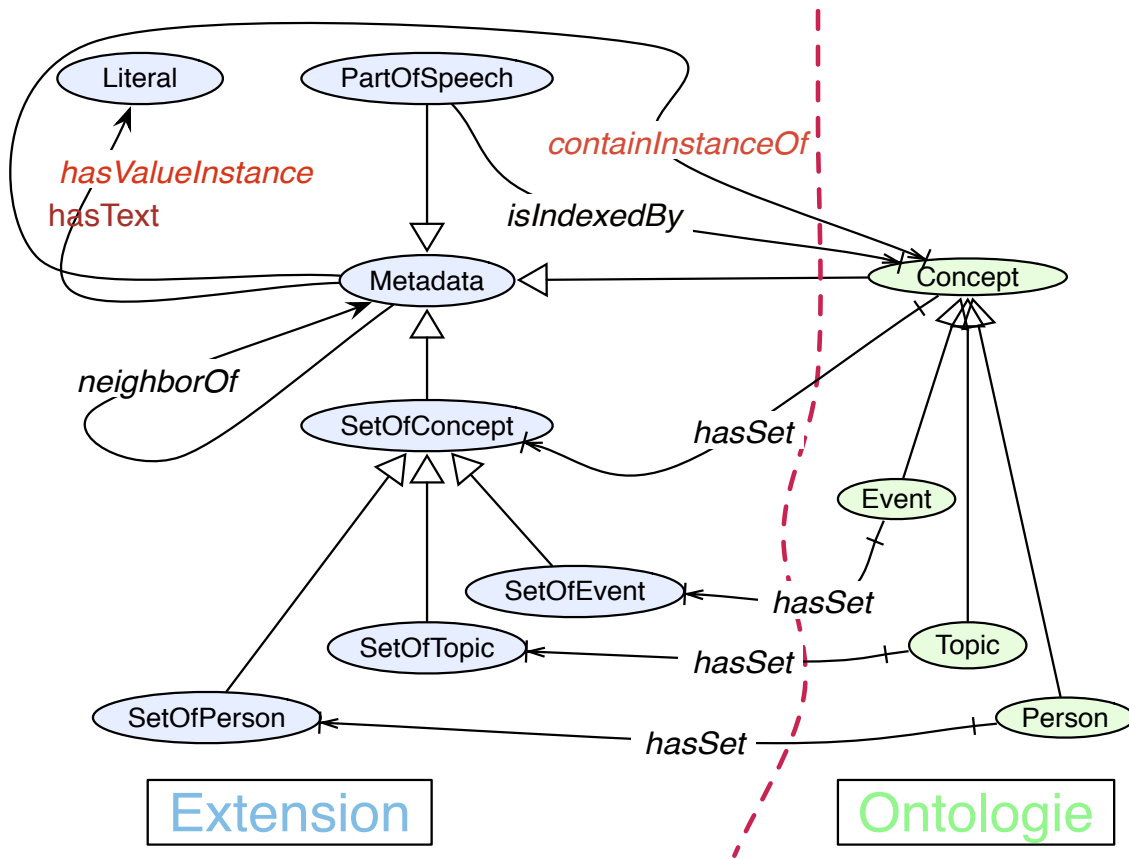 Literal
PartOfSpeech
containInstanceOf
hasValueInstance
hasText
isIndexedBy
Metadata
Concept
neighborOf
SetOfConcept
hasSet
Event
SetOfEvent
hasSet
SetOfTopic
hasSet
Topic
SetOfPerson
hasSet
Person
Extension
Ontologie